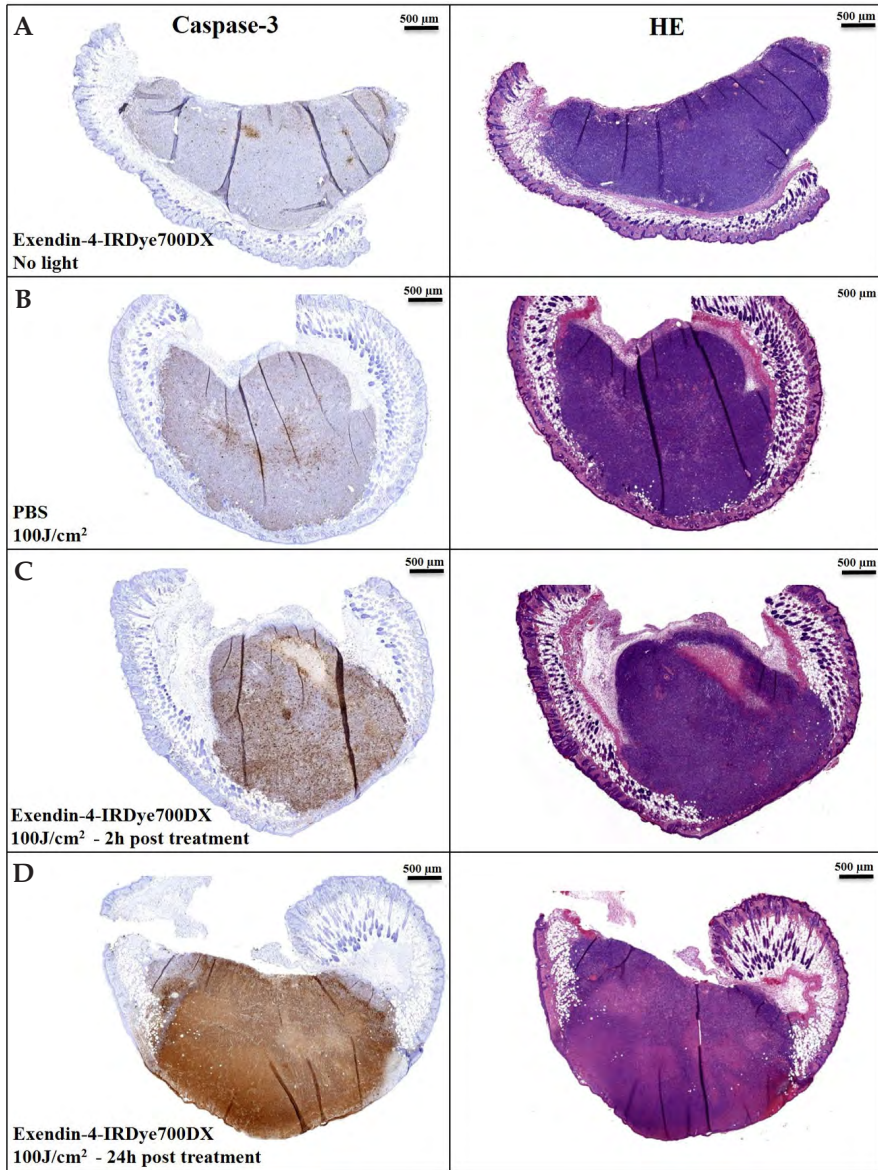 A
Caspase-3
500 µm
HE
500 µm
Exendin-4-IRDye700DX
No light
B
500 µm
500 µm
PBS
100J/cm²
C
500 µm
500 µm
Exendin-4-IRDye700DX
100J/cm² - 2h post treatment
D
500 µm
500 µm
Exendin-4-IRDye700DX
100J/cm² - 24h post treatment